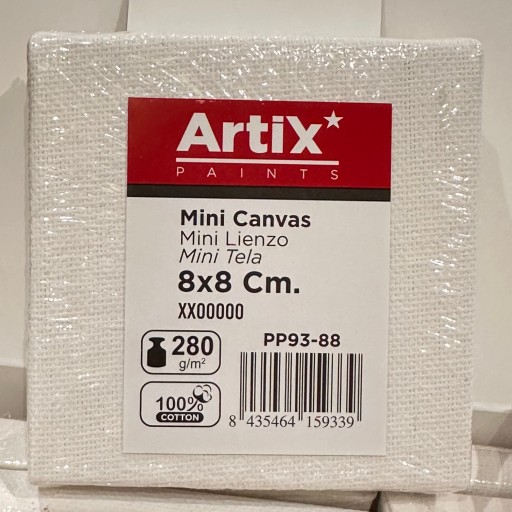 Artix
PAINTS
Mini Canvas
Mini Lienzo
Mini Tela
8x8 Cm.
XX00000
280
g/m²
PP93-88
100%
COTTON
8 435464 159339